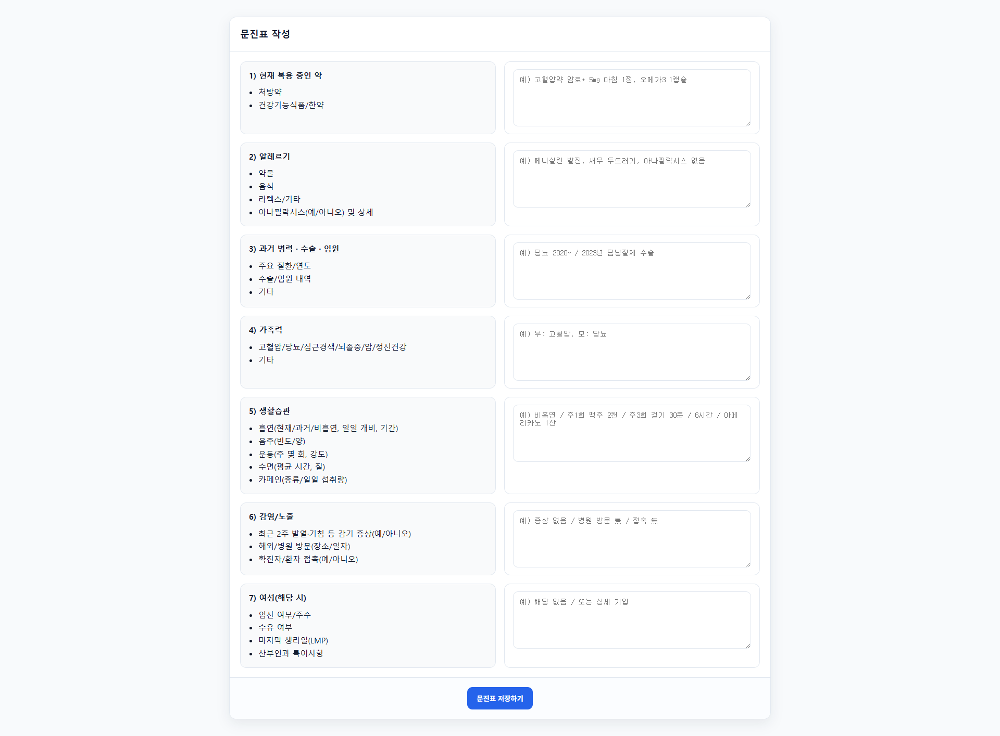 문진표 작성
1) 현재 복용 중인 약
• 처방약
• 건강기능식품/한약
예) 고혈압약 암로* 5mg 아침 1정, 오메가3 1캡슐
2) 알레르기
• 약물
• 음식
• 라텍스/기타
• 아나필락시스(예/아니오) 및 상세
예) 페니실린 발진, 새우 두드러기, 아나필락시스 없음
3) 과거 병력 · 수술 · 입원
• 주요 질환/연도
• 수술/입원 내역
• 기타
예) 당뇨 2020~ / 2023년 담낭절제 수술
4) 가족력
• 고혈압/당뇨/심근경색/뇌졸중/암/정신건강
• 기타
예) 부: 고혈압, 모: 당뇨
5) 생활습관
• 흡연(현재/과거/비흡연, 일일 개비, 기간)
• 음주(빈도/양)
• 운동(주 몇 회, 강도)
• 수면(평균 시간, 질)
• 카페인(종류/일일 섭취량)
예) 비흡연 / 주1회 맥주 2캔 / 주3회 걷기 30분 / 6시간 / 아메
리카노 1잔
6) 감염/노출
• 최근 2주 발열·기침 등 감기 증상(예/아니오)
• 해외/병원 방문(장소/일자)
• 확진자/환자 접촉(예/아니오)
예) 증상 없음 / 병원 방문 無 / 접촉 無
7) 여성(해당 시)
• 임신 여부/주수
• 수유 여부
• 마지막 생리일(LMP)
• 산부인과 특이사항
예) 해당 없음 / 또는 상세 기입
문진표 저장하기